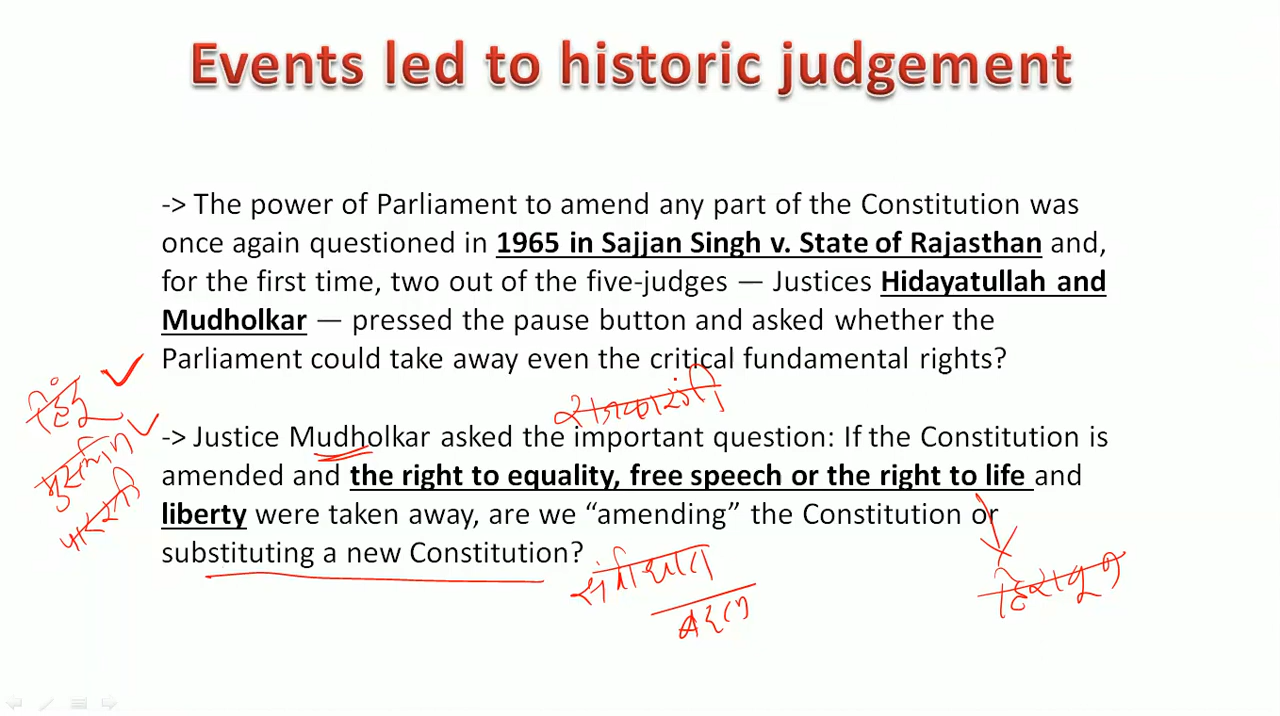 Events led to historic judgement
-> The power of Parliament to amend any part of the Constitution was
once again questioned in 1965 in Sajjan Singh v. State of Rajasthan and,
for the first time, two out of the five-judges — Justices Hidayatullah and
Mudholkar — pressed the pause button and asked whether the
Parliament could take away even the critical fundamental rights?
हिंदू
-> Justice Mudholkar asked the important question: If the Constitution is
amended and the right to equality, free speech or the right to life and
liberty were taken away, are we “amending” the Constitution or
substituting a new Constitution?